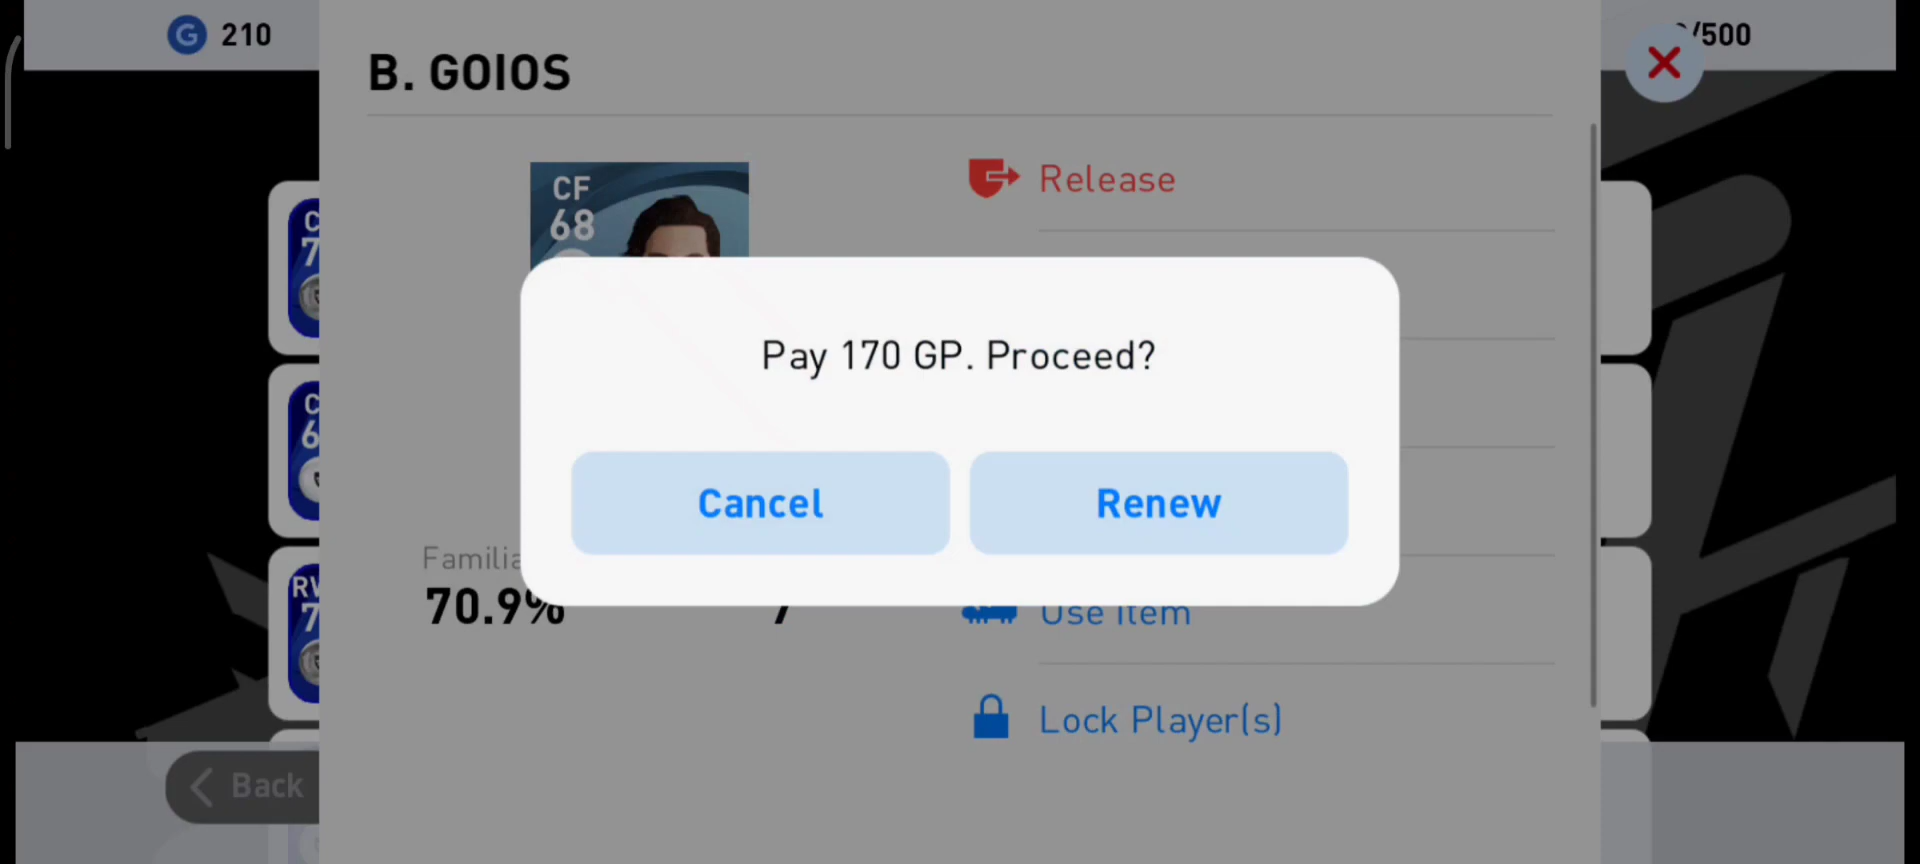 G 210
/500
B. GOIOS
CF
68
Release
Pay 170 GP. Proceed?
Cancel
Renew
70.9%
Use Item
Lock Player(s)
Back